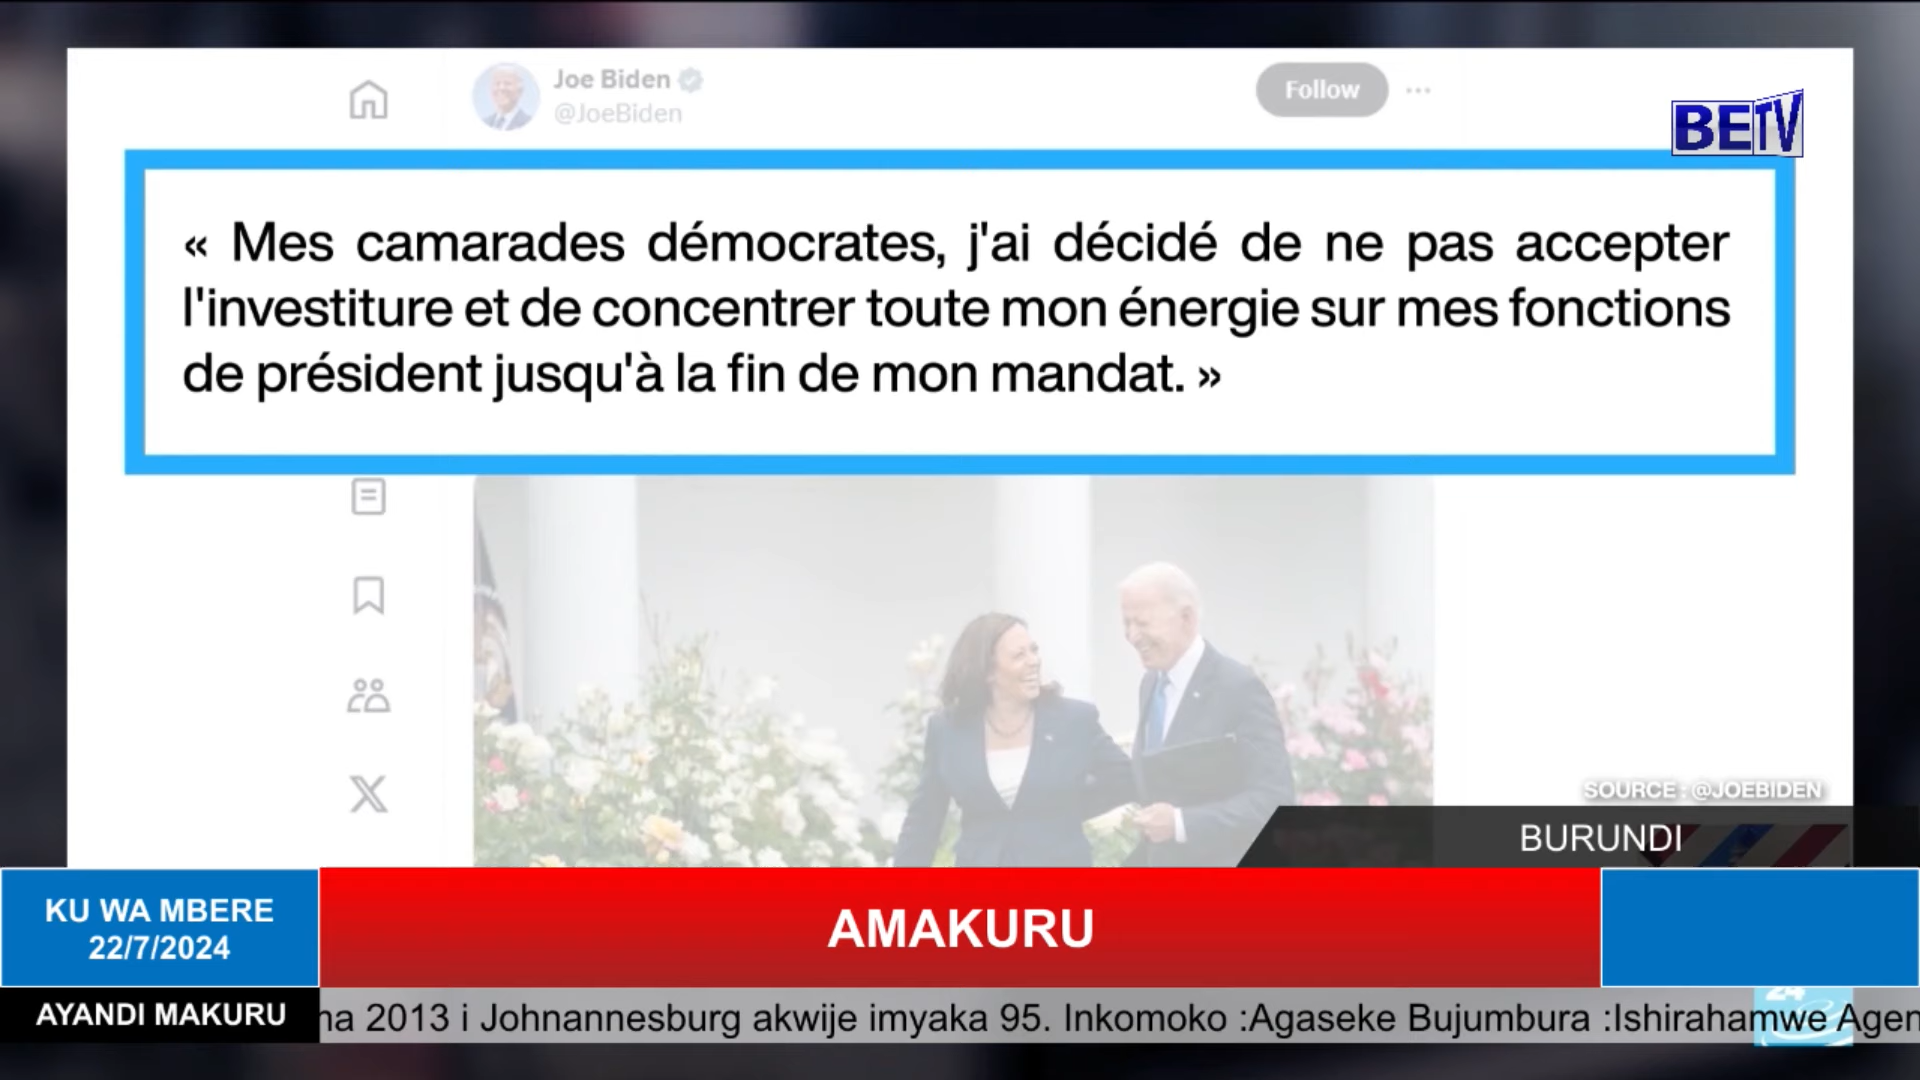 Joe Biden
@JoeBiden
Follow
BETV
« Mes camarades démocrates, j'ai décidé de ne pas accepter
l'investiture et de concentrer toute mon énergie sur mes fonctions
de président jusqu'à la fin de mon mandat. »
SOURCE : @JOEBIDEN
BURUNDI
KU WA MBERE
22/7/2024
AMAKURU
AYANDI MAKURU
2013 i Johnannesburg akwije imyaka 95. Inkomoko :Agaseke Bujumbura :Ishirahamwe Agen
24